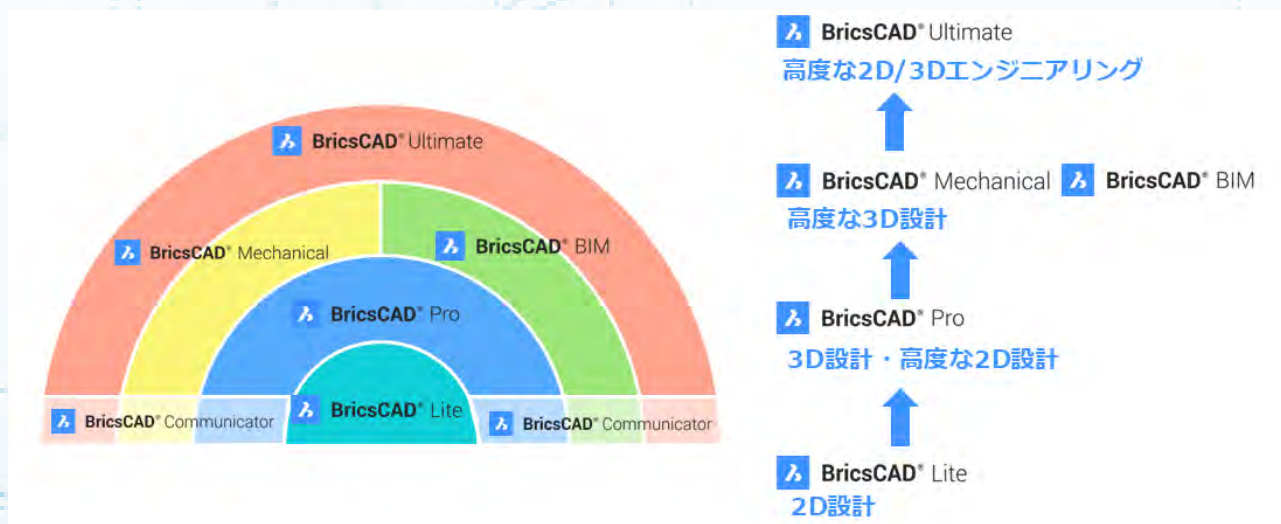 BricsCAD® Ultimate
BricsCAD® Mechanical
BricsCAD® BIM
BricsCAD® Pro
BricsCAD® Communicator
BricsCAD® Lite
BricsCAD® Communicator
BricsCAD® Ultimate
高度な2D/3Dエンジニアリング
BricsCAD® Mechanical BricsCAD® BIM
高度な3D設計
BricsCAD® Pro
3D設計・高度な2D設計
BricsCAD® Lite
2D設計